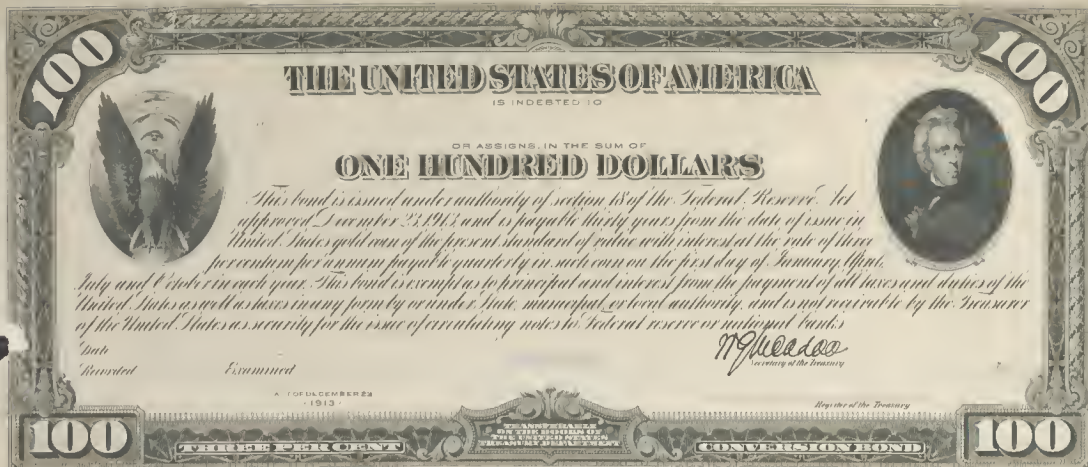 100
100
THE UNITED STATES OF AMERICA
IS INDEBTED TO
OR ASSIGNS, IN THE SUM OF
ONE HUNDRED DOLLARS
This bond is issued under authority of section 18 of the Federal Reserve Act
approved December 23, 1913, and is payable thirty years from the date of issue in
United States gold coin of the present standard of value with interest at the rate of three
per centum per annum payable quarterly in such coin on the first day of January, April,
July and October in each year. This bond is exempt as to principal and interest from the payment of all taxes and duties of the
United States as well as taxes in any form by or under State, municipal, or local authority, and is not receivable by the Treasurer
of the United States as security for the issue of circulating notes to Federal reserve or national banks
Date
Recorded
Examined
W G McAdoo
Secretary of the Treasury
ACT OF DECEMBER 23
1913
Register of the Treasury
100
THREE PER CENT
TRANSFERABLE
ON THE BOOKS OF
THE UNITED STATES
TREASURY DEPARTMENT
CONVERSION BOND
100